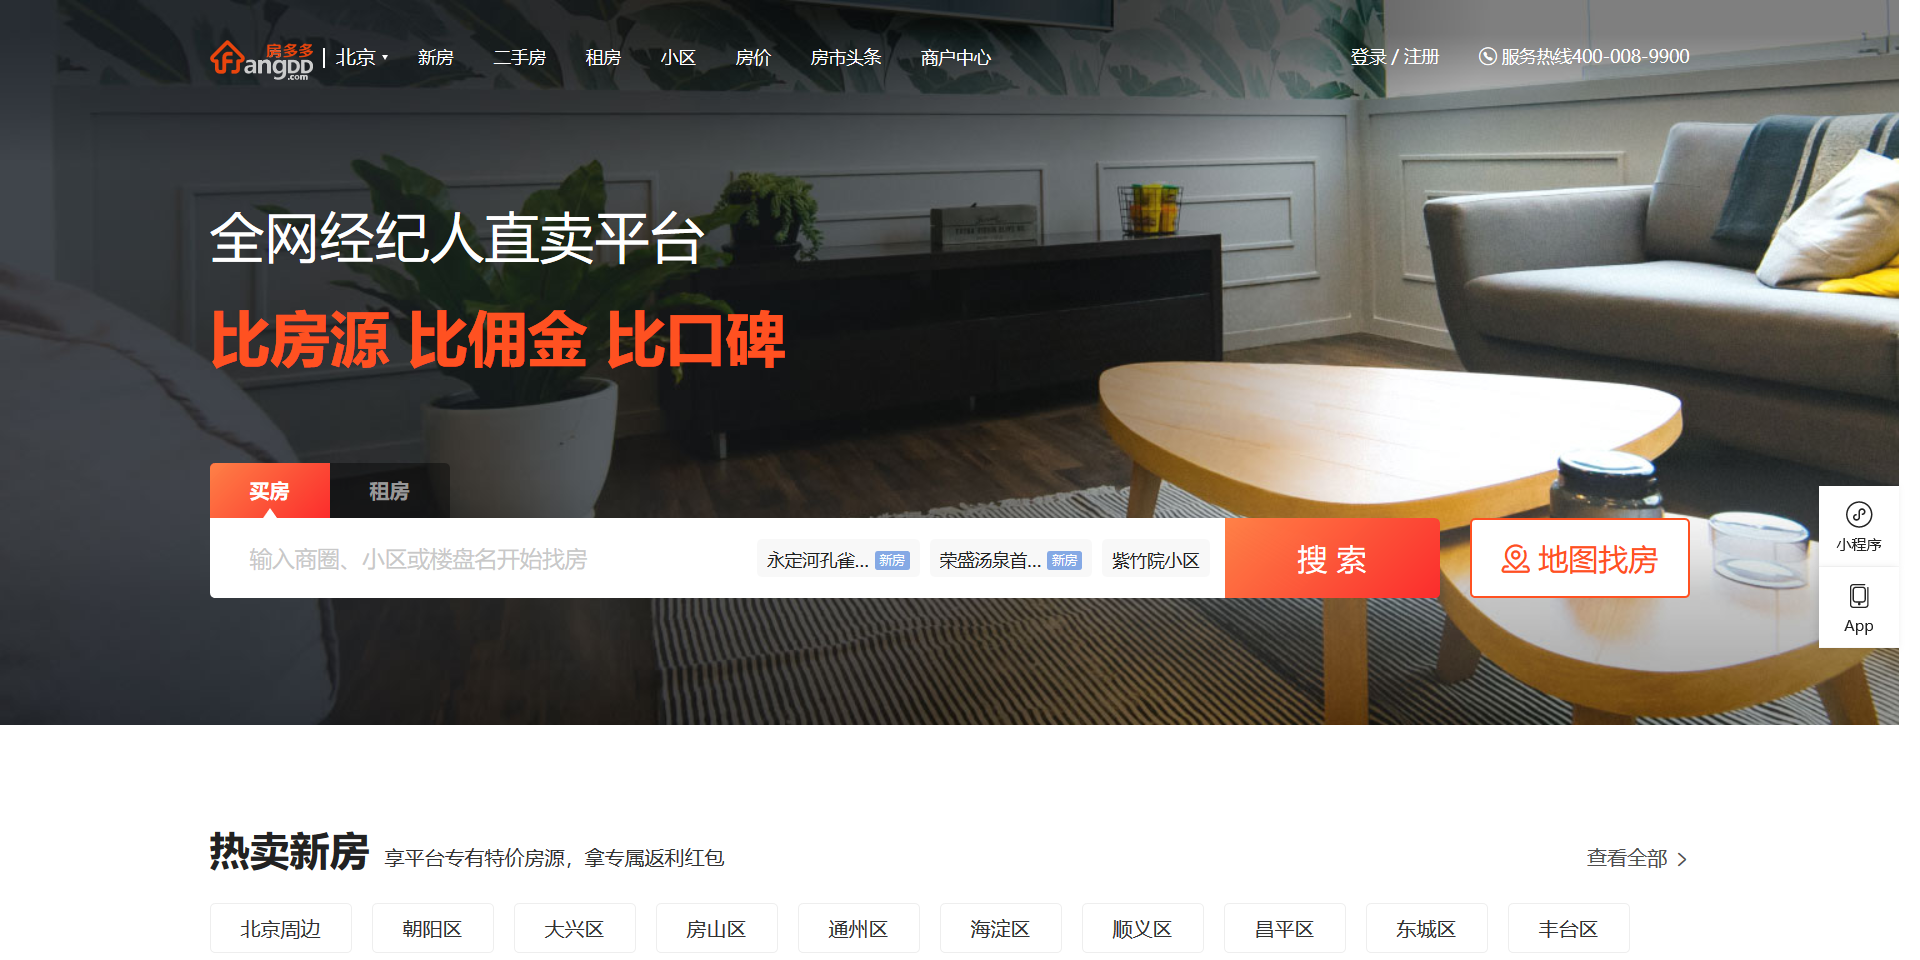 房多多
angDD
.com
北京
新房
二手房
租房
小区
房价
房市头条
商户中心
登录 / 注册
服务热线400-008-9900
全网经纪人直卖平台
比房源 比佣金 比口碑
买房
租房
输入商圈、小区或楼盘名开始找房
永定河孔雀... 新房
荣盛汤泉首... 新房
紫竹院小区
搜 索
地图找房
小程序
App
热卖新房
享平台专有特价房源，拿专属返利红包
查看全部
北京周边
朝阳区
大兴区
房山区
通州区
海淀区
顺义区
昌平区
东城区
丰台区